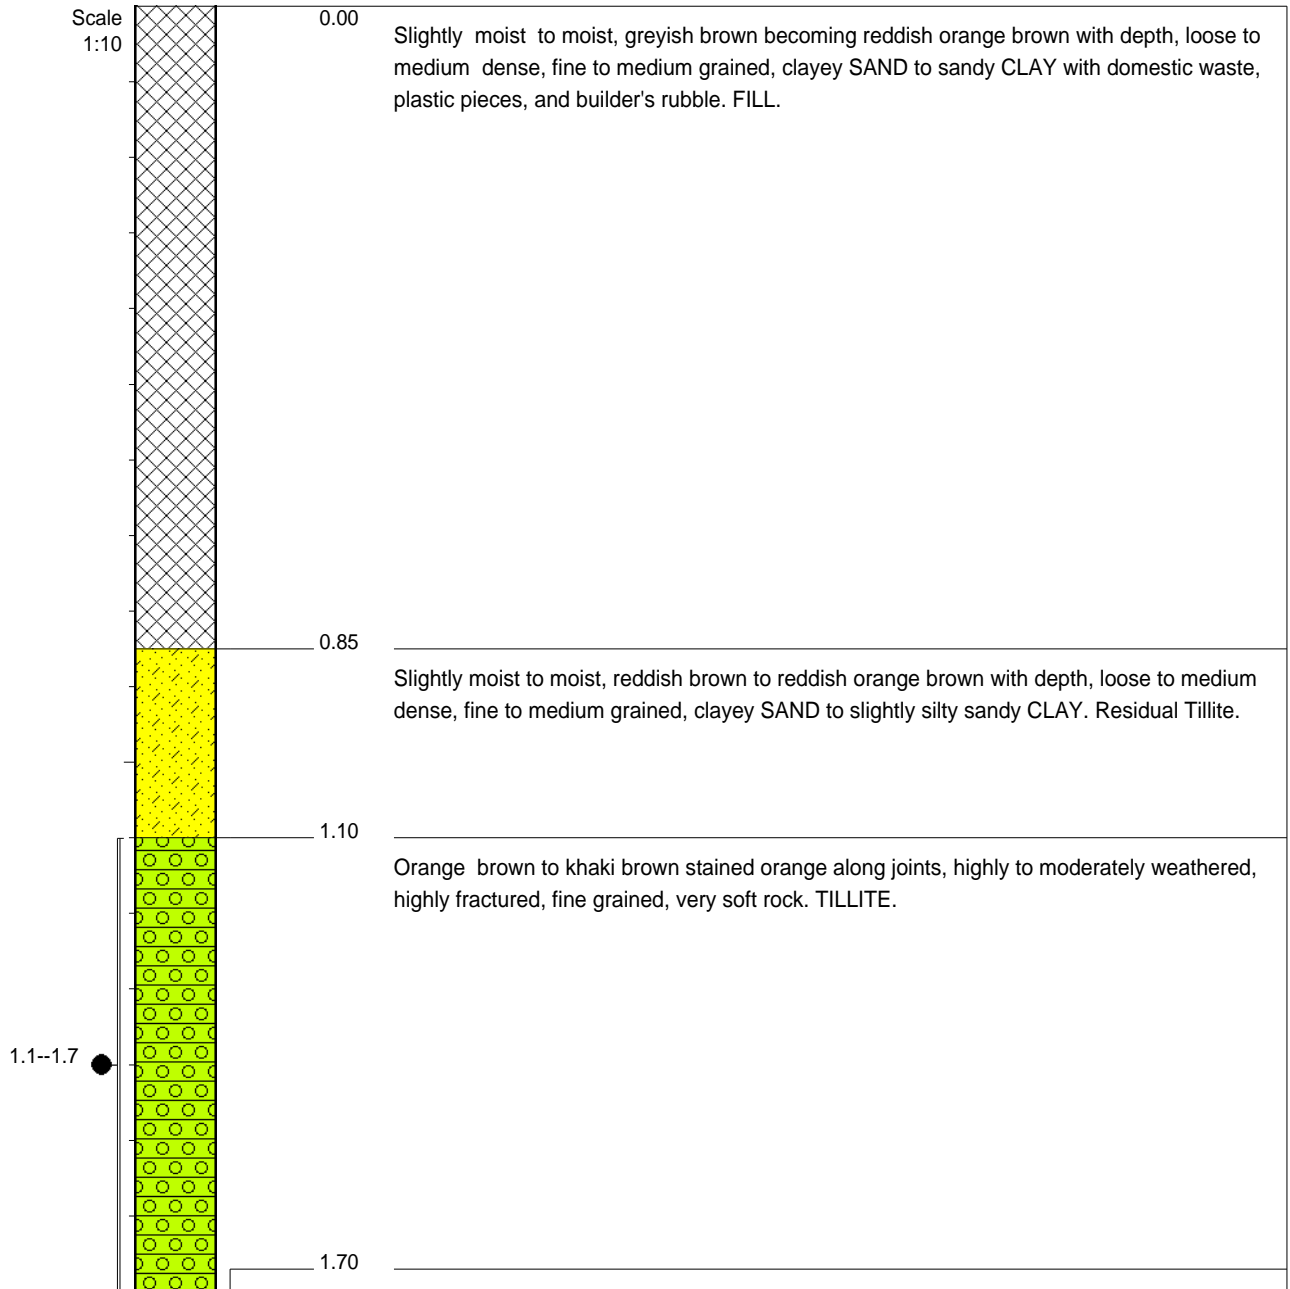 Scale
1:10
0.00
Slightly moist to moist, greyish brown becoming reddish orange brown with depth, loose to
medium dense, fine to medium grained, clayey SAND to sandy CLAY with domestic waste,
plastic pieces, and builder's rubble. FILL.
0.85
Slightly moist to moist, reddish brown to reddish orange brown with depth, loose to medium
dense, fine to medium grained, clayey SAND to slightly silty sandy CLAY. Residual Tillite.
1.10
Orange brown to khaki brown stained orange along joints, highly to moderately weathered,
highly fractured, fine grained, very soft rock. TILLITE.
1.1--1.7
1.70